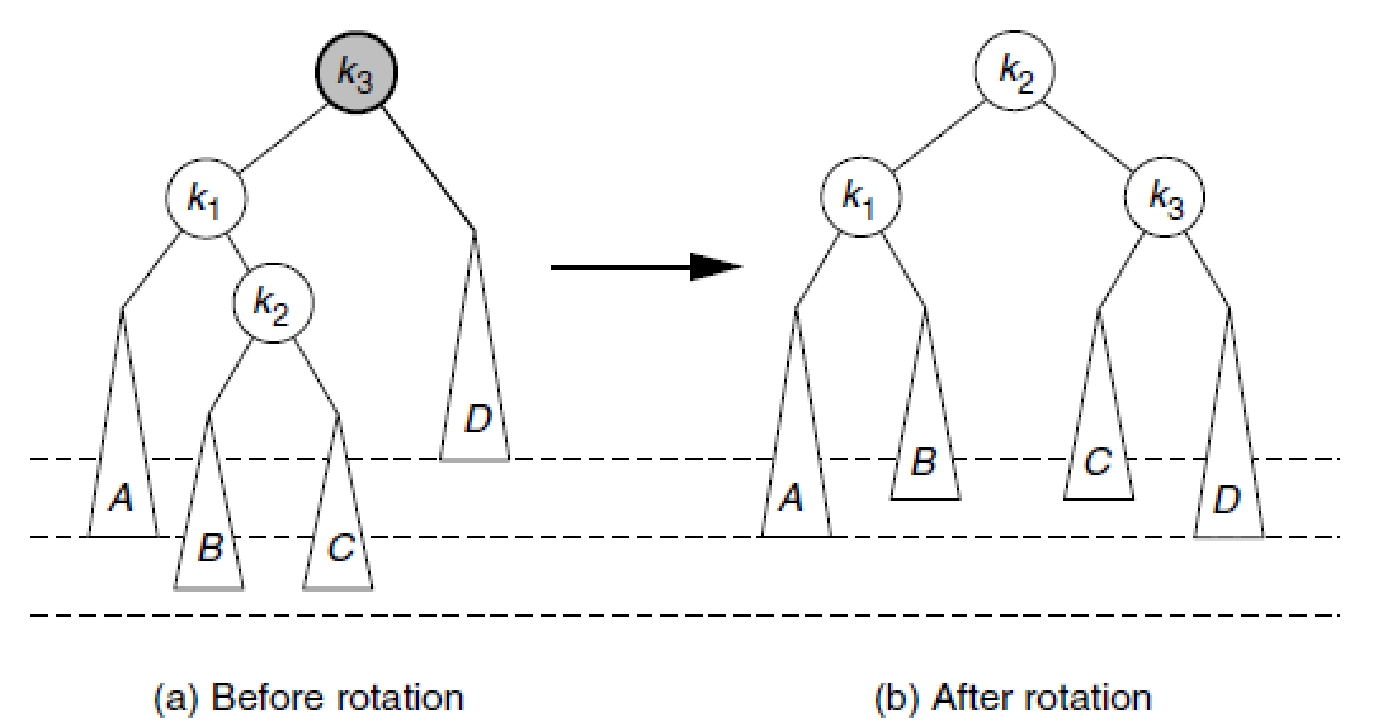 k3
k2
k1
k1
k3
k2
D
B
C
A
A
D
B
C
(a) Before rotation
(b) After rotation